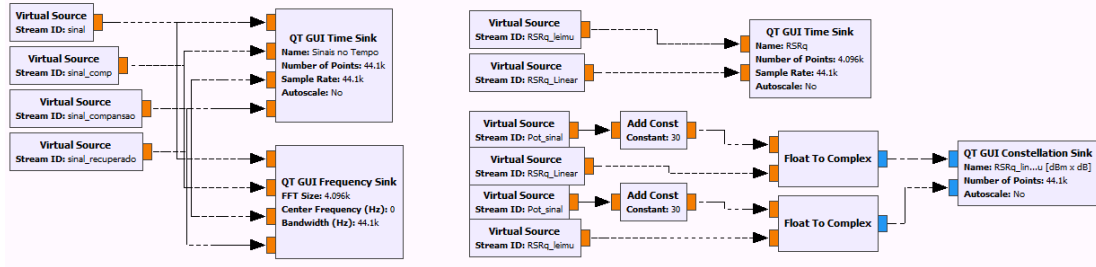 Virtual Source
Stream ID: sinal
Virtual Source
Stream ID: sinal_comp
Virtual Source
Stream ID: sinal_compansao
Virtual Source
Stream ID: sinal_recuperado
QT GUI Time Sink
Name: Sinais no Tempo
Number of Points: 44.1k
Sample Rate: 44.1k
Autoscale: No
QT GUI Frequency Sink
FFT Size: 4.096k
Center Frequency (Hz): 0
Bandwidth (Hz): 44.1k
Virtual Source
Stream ID: RSRq_leimu
Virtual Source
Stream ID: RSRq_Linear
QT GUI Time Sink
Name: RSRq
Number of Points: 4.096k
Sample Rate: 44.1k
Autoscale: No
Virtual Source
Stream ID: Pot_sinal
Add Const
Constant: 30
Virtual Source
Stream ID: RSRq_Linear
Virtual Source
Stream ID: Pot_sinal
Add Const
Constant: 30
Virtual Source
Stream ID: RSRq_leimu
Float To Complex
Float To Complex
QT GUI Constellation Sink
Name: RSRq_lin...u [dBm x dB]
Number of Points: 44.1k
Autoscale: No